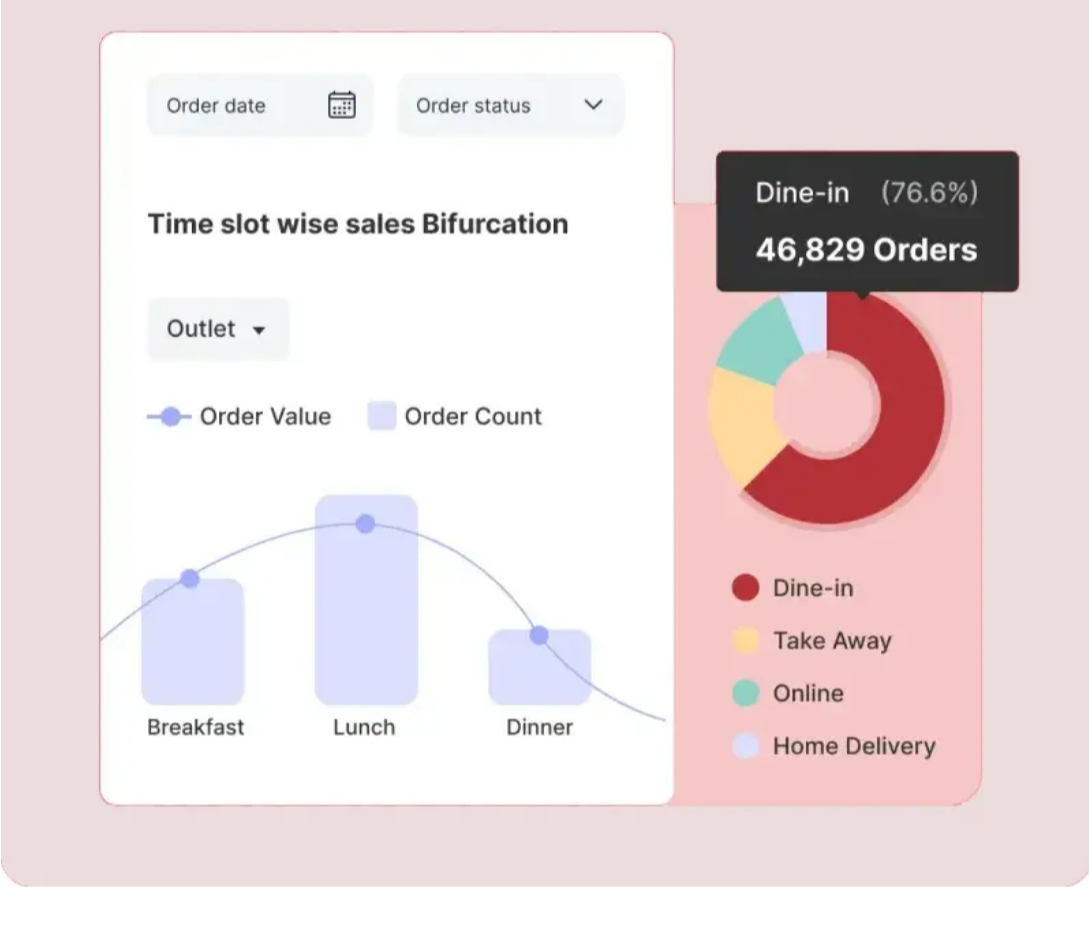 Order date
Order status
Time slot wise sales Bifurcation
Outlet
Order Value
Order Count
Breakfast
Lunch
Dinner
Dine-in (76.6%)
46,829 Orders
Dine-in
Take Away
Online
Home Delivery